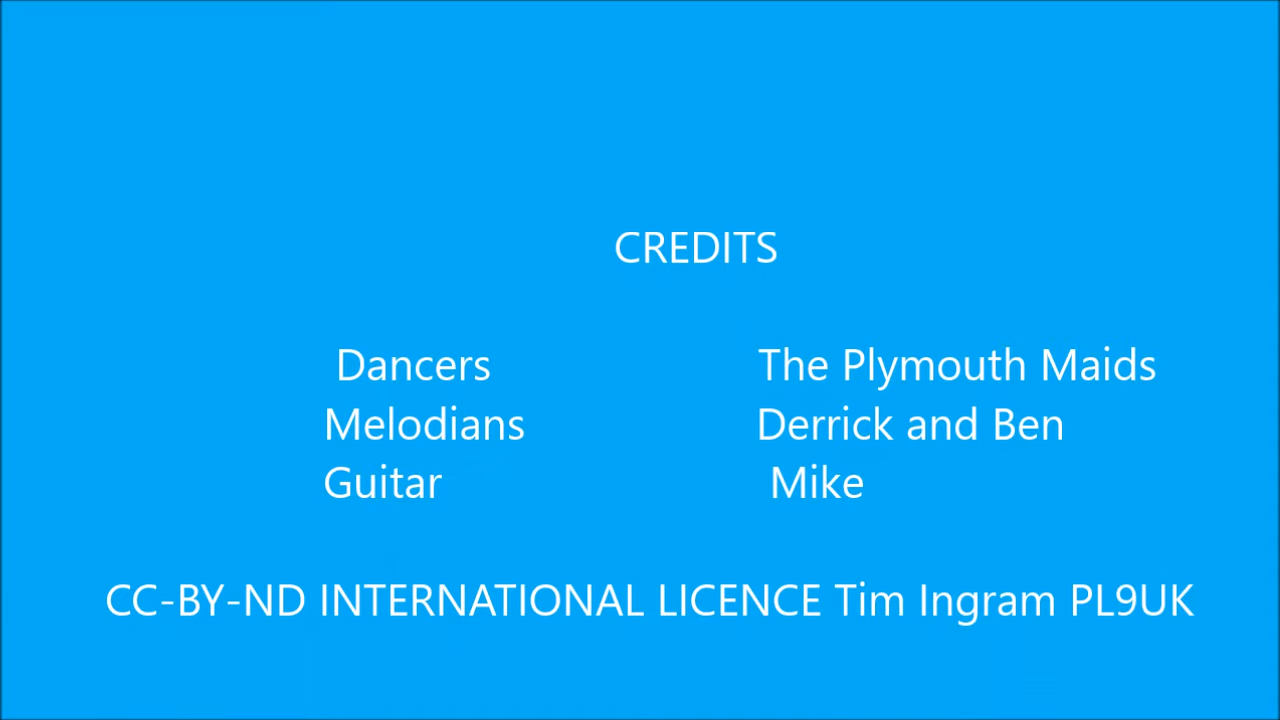 CREDITS
Dancers The Plymouth Maids
Melodians Derrick and Ben
Guitar Mike
CC-BY-ND INTERNATIONAL LICENCE Tim Ingram PL9UK